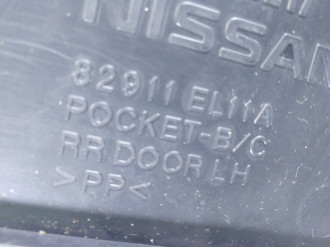 NISSAN
82911 EL11A
POCKET-B/C
RR DOOR LH
>PP<